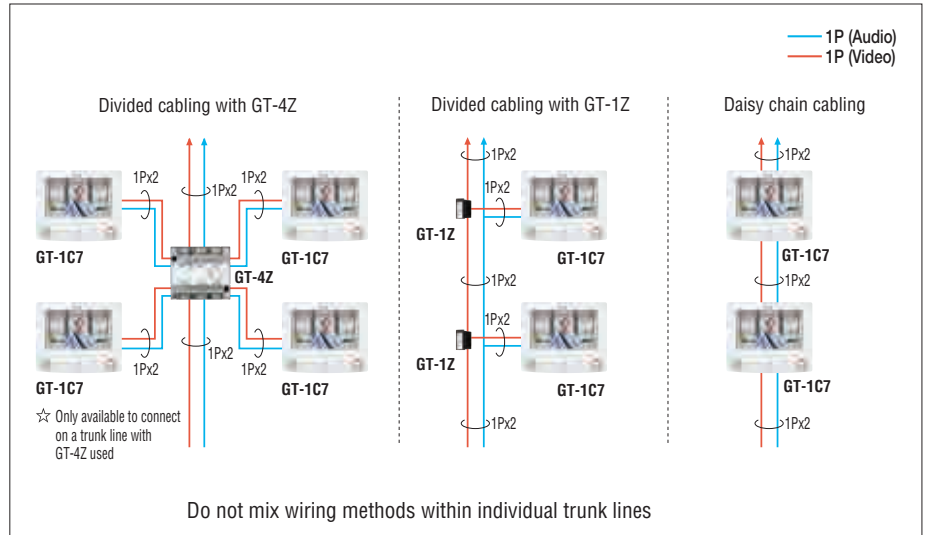 1P (Audio)
1P (Video)
Divided cabling with GT-4Z
1Px2
1Px2
1Px2
GT-1C7
GT-4Z
GT-1C7
1Px2
1Px2
1Px2
GT-1C7
GT-1C7
☆ Only available to connect
on a trunk line with
GT-4Z used
Divided cabling with GT-1Z
1Px2
1Px2
GT-1Z
GT-1C7
1Px2
1Px2
GT-1Z
GT-1C7
1Px2
Daisy chain cabling
1Px2
GT-1C7
1Px2
GT-1C7
1Px2
Do not mix wiring methods within individual trunk lines